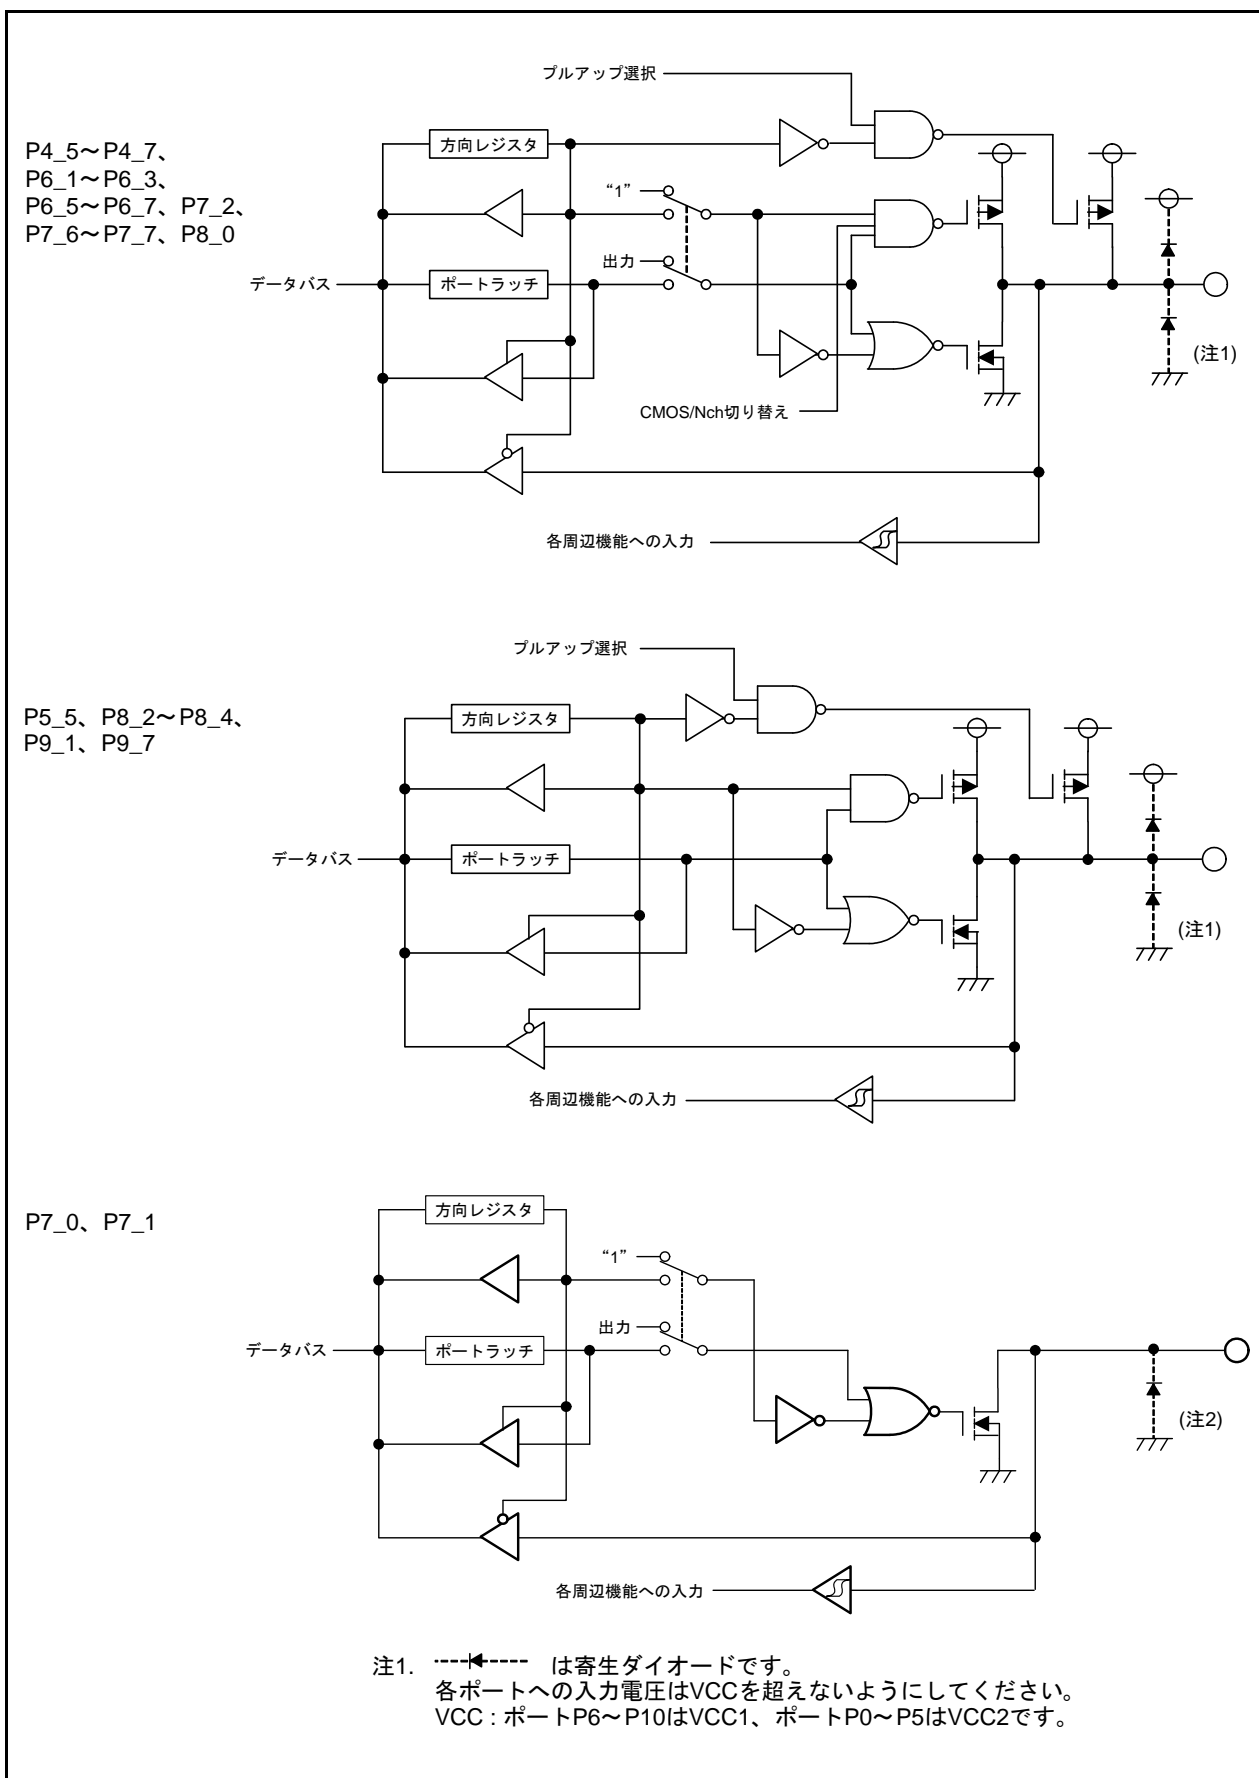 プルアップ選択
P4_5～P4_7、
P6_1～P6_3、
P6_5～P6_7、P7_2、
P7_6～P7_7、P8_0
方向レジスタ
“1”
出力
データバス
ポートラッチ
(注1)
CMOS/Nch切り替え
各周辺機能への入力
プルアップ選択
P5_5、P8_2～P8_4、
P9_1、P9_7
方向レジスタ
データバス
ポートラッチ
(注1)
各周辺機能への入力
P7_0、P7_1
方向レジスタ
“1”
出力
データバス
ポートラッチ
(注2)
各周辺機能への入力
注1. は寄生ダイオードです。
各ポートへの入力電圧はVCCを超えないようにしてください。
VCC : ポートP6～P10はVCC1、ポートP0～P5はVCC2です。